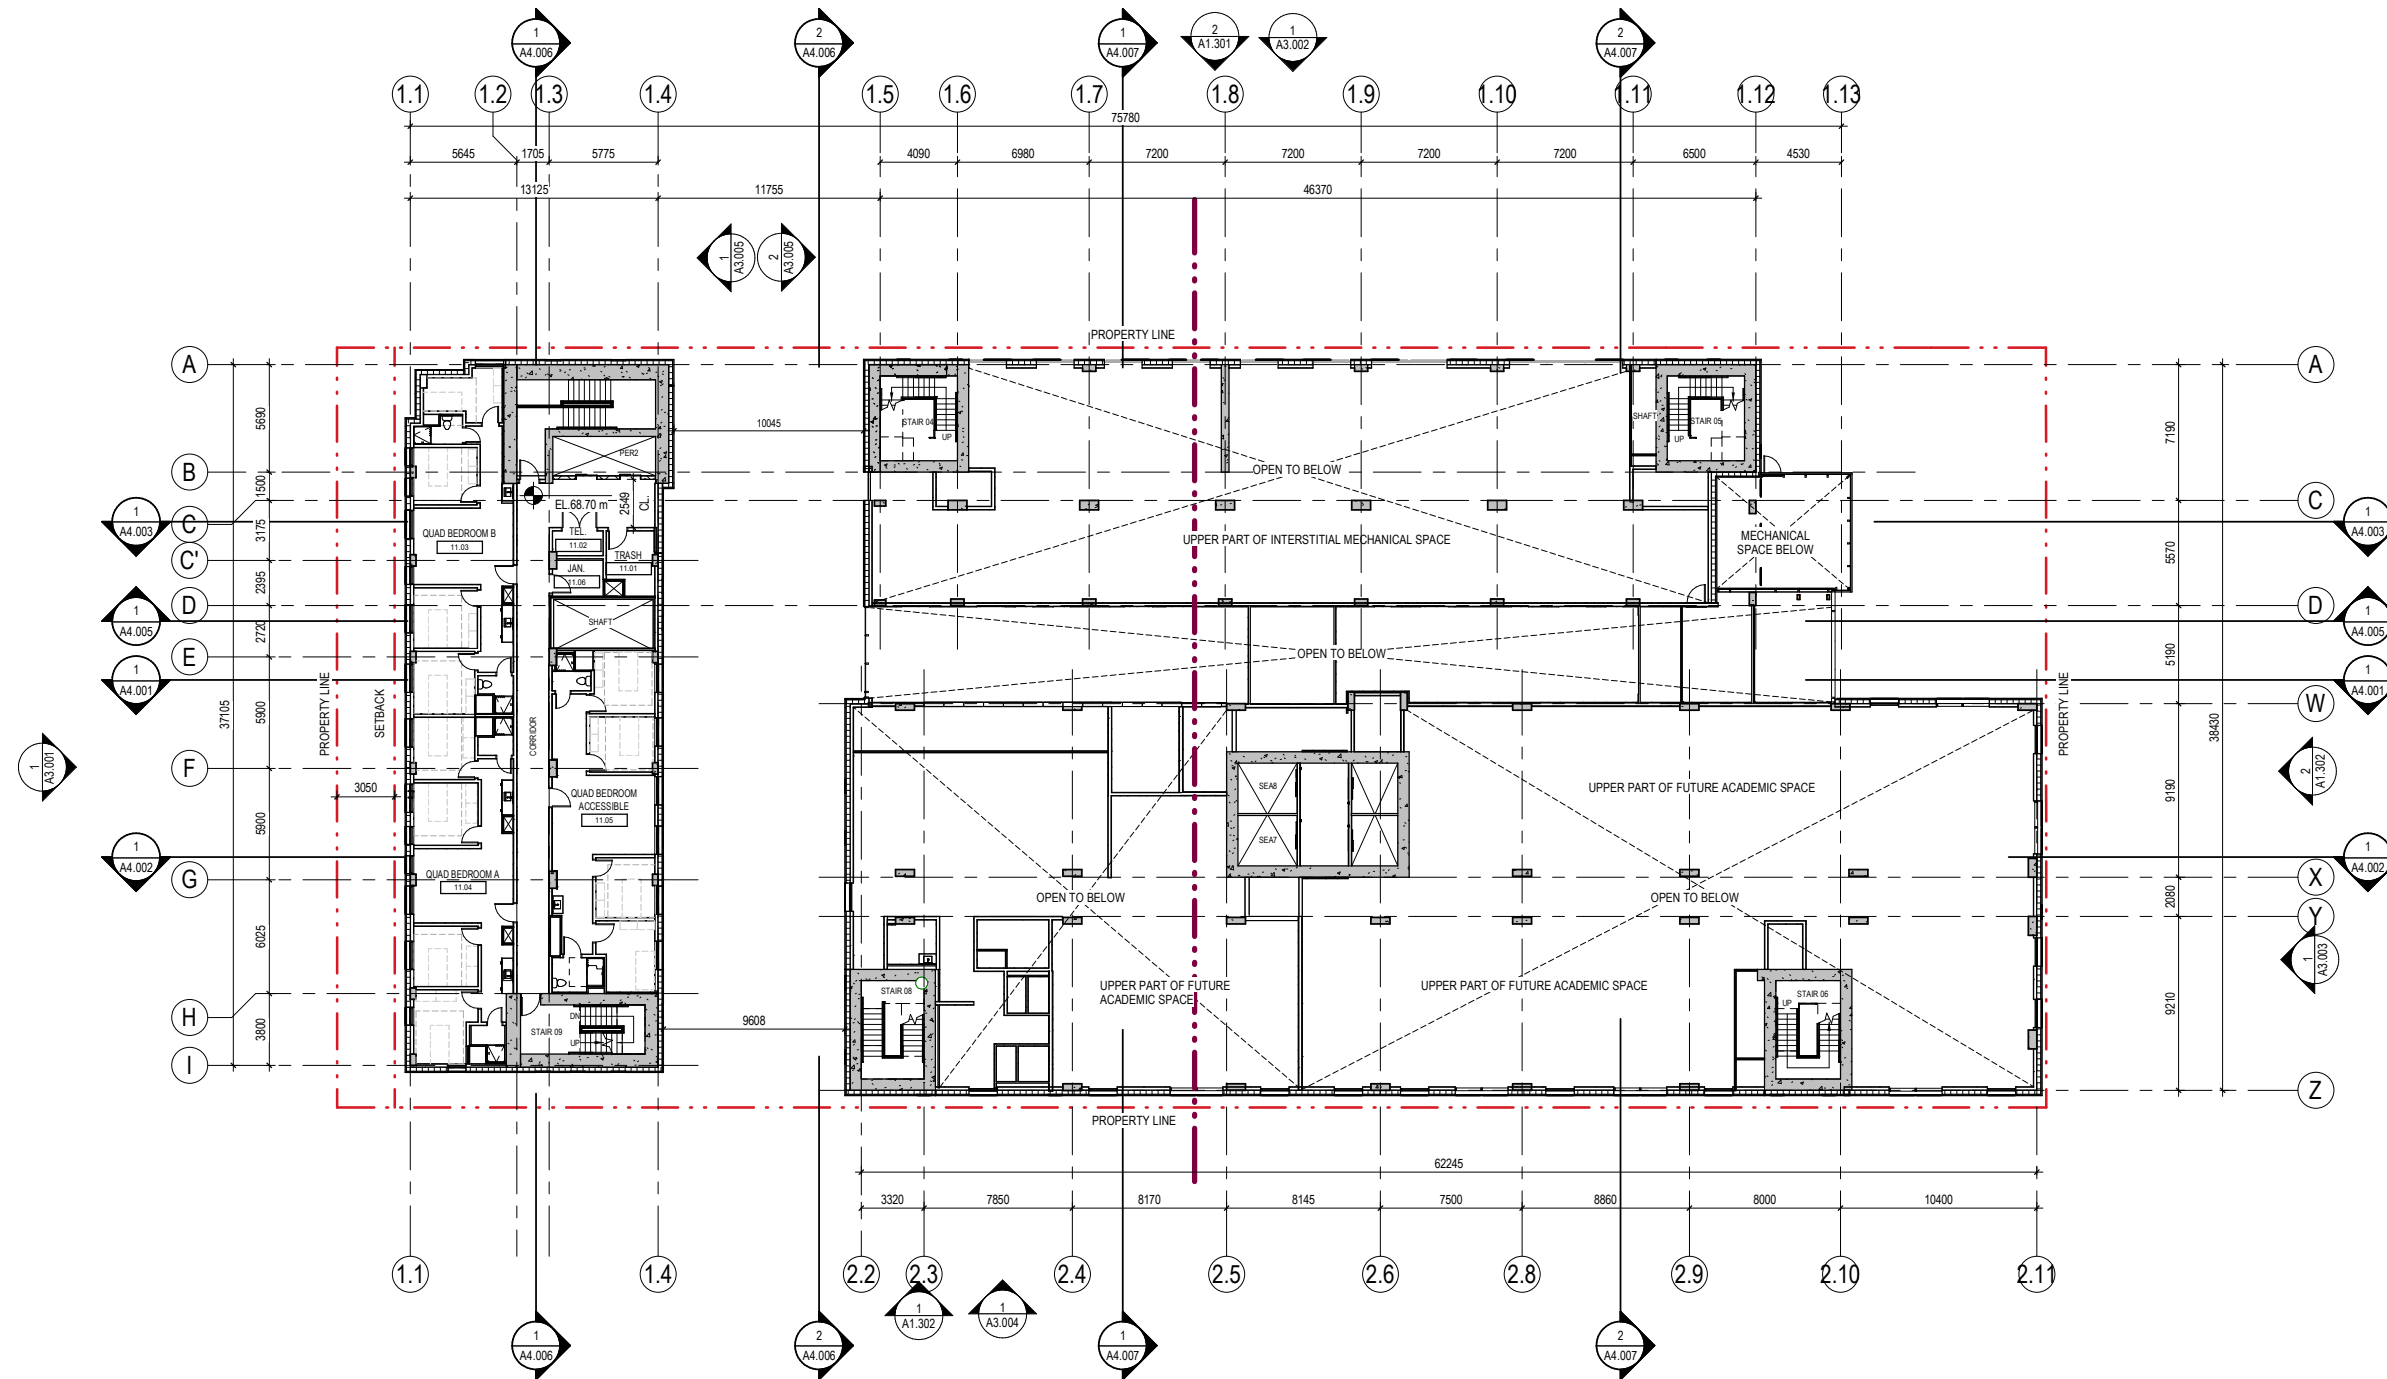 1
A4.006
2
A4.006
1
A4.007
2
A1.301
1
A3.002
2
A4.007
1.1
1.2
1.3
1.4
1.5
1.6
1.7
1.8
1.9
1.10
1.11
1.12
1.13
75780
5645
1705
5775
4090
6980
7200
7200
7200
7200
6500
4530
13125
11755
46370
1
A3.005
2
A3.005
PROPERTY LINE
A
A
5690
7190
STAIR 04
UP
SHAFT
STAIR 05
UP
10045
PER2
B
OPEN TO BELOW
1500
EL.68.70 m
2549
CL.
C
C
1
A4.003
1
A4.003
3175
QUAD BEDROOM B
11.03
TEL.
11.02
TRASH
11.01
UPPER PART OF INTERSTITIAL MECHANICAL SPACE
MECHANICAL
SPACE BELOW
5570
C'
JAN.
11.06
2395
D
D
1
A4.005
1
A4.005
SHAFT
2720
E
OPEN TO BELOW
5190
1
A4.001
1
A4.001
PROPERTY LINE
SETBACK
PROPERTY LINE
37105
5900
W
38430
CORRIDOR
1
A3.001
F
2
A1.302
3050
QUAD BEDROOM
ACCESSIBLE
11.05
SEA8
SEA7
UPPER PART OF FUTURE ACADEMIC SPACE
9190
5900
1
A4.002
1
A4.002
G
QUAD BEDROOM A
11.04
X
OPEN TO BELOW
OPEN TO BELOW
2080
Y
6025
1
A3.003
UPPER PART OF FUTURE
ACADEMIC SPACE
UPPER PART OF FUTURE ACADEMIC SPACE
STAIR 08
STAIR 06
UP
9210
H
9608
3800
STAIR 09
DN
UP
I
Z
PROPERTY LINE
62245
3320
7850
8170
8145
7500
8860
8000
10400
1.1
1.4
2.2
2.3
2.4
2.5
2.6
2.8
2.9
2.10
2.11
1
A1.302
1
A3.004
1
A4.006
2
A4.006
1
A4.007
2
A4.007